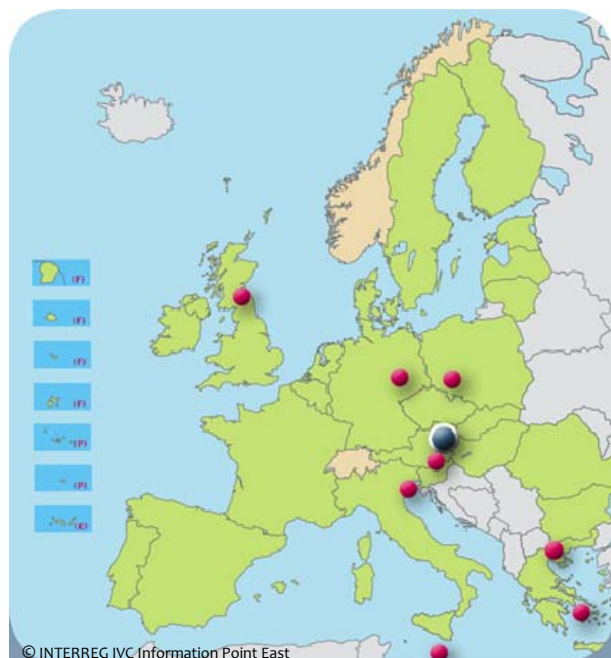 (F)
(F)
(F)
(F)
(P)
(P)
(E)
© INTERREG IVC Information Point East